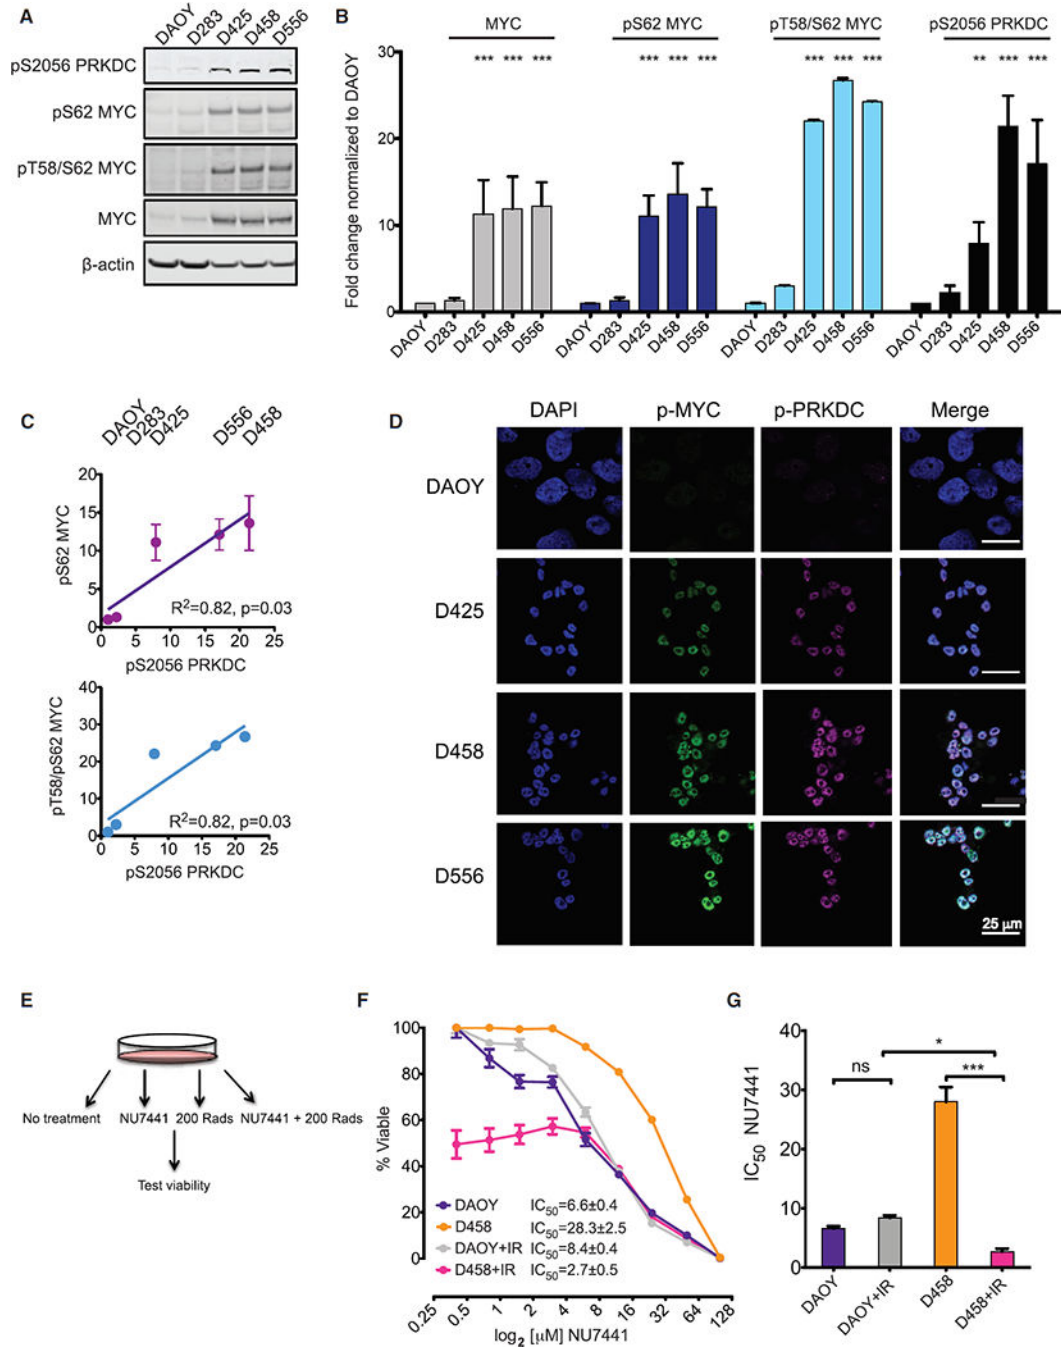 A
DAOY
D283
D425
D458
D556
pS2056 PRKDC
pS62 MYC
pT58/S62 MYC
MYC
β-actin
B
MYC
pS62 MYC
pT58/S62 MYC
pS2056 PRKDC
Fold change normalized to DAOY
30
20
10
0
*** *** ***
*** *** ***
*** *** ***
** *** ***
DAOY
D283
D425
D458
D556
DAOY
D283
D425
D458
D556
DAOY
D283
D425
D458
D556
DAOY
D283
D425
D458
D556
C
DAOY
D283
D425
D556
D458
pS62 MYC
20
15
10
5
0
R²=0.82, p=0.03
0 5 10 15 20 25
pS2056 PRKDC
pT58/pS62 MYC
40
30
20
10
0
R²=0.82, p=0.03
0 5 10 15 20 25
pS2056 PRKDC
D
DAPI p-MYC p-PRKDC Merge
DAOY
D425
D458
D556
25 μm
E
No treatment NU7441 200 Rads NU7441 + 200 Rads
Test viability
F
% Viable
100
80
60
40
20
0
DAOY IC₅₀=6.6±0.4
D458 IC₅₀=28.3±2.5
DAOY+IR IC₅₀=8.4±0.4
D458+IR IC₅₀=2.7±0.5
0.25 0.5 1 2 4 8 16 32 64 128
log₂ [μM] NU7441
G
IC₅₀ NU7441
40
30
20
10
0
*
ns
***
DAOY
DAOY+IR
D458
D458+IR